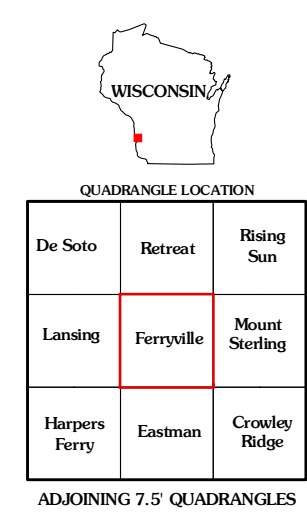 WISCONSIN
QUADRANGLE LOCATION
De Soto
Retreat
Rising
Sun
Lansing
Ferryville
Mount
Sterling
Harpers
Ferry
Eastman
Crowley
Ridge
ADJOINING 7.5' QUADRANGLES